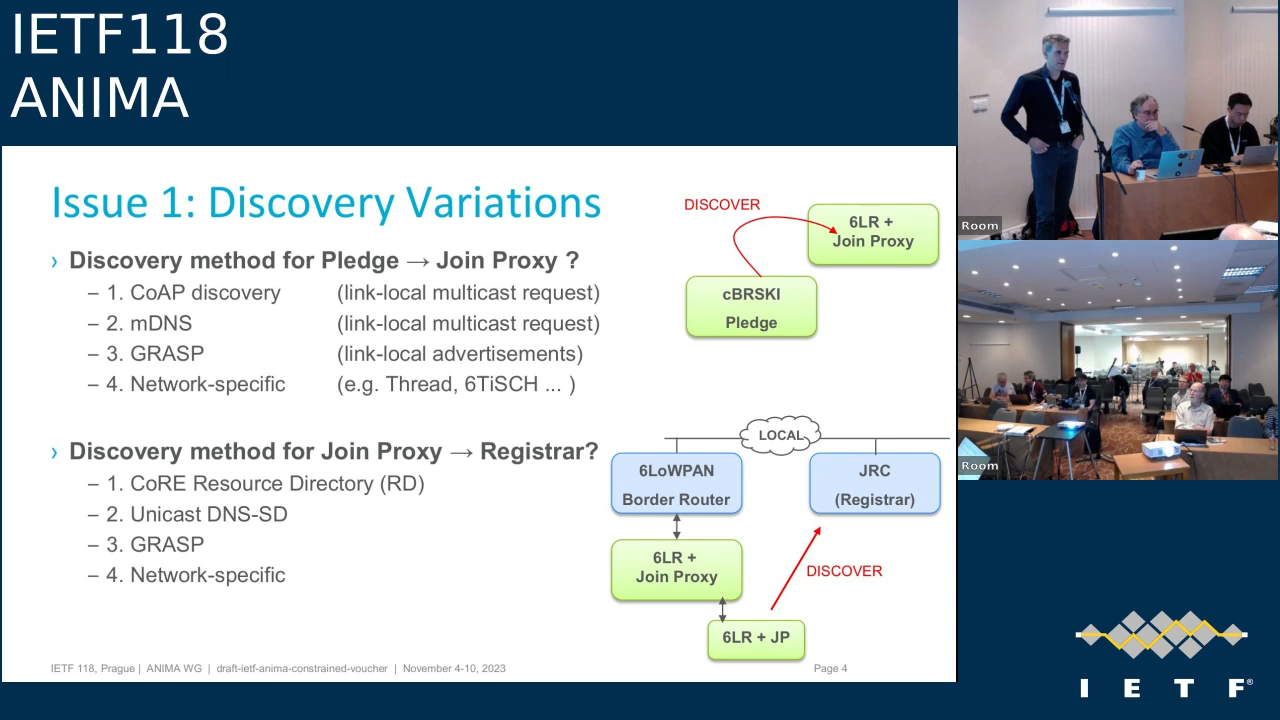 IETF118
ANIMA
Issue 1: Discovery Variations
› Discovery method for Pledge → Join Proxy ?
– 1. CoAP discovery (link-local multicast request)
– 2. mDNS (link-local multicast request)
– 3. GRASP (link-local advertisements)
– 4. Network-specific (e.g. Thread, 6TiSCH ... )
› Discovery method for Join Proxy → Registrar?
– 1. CoRE Resource Directory (RD)
– 2. Unicast DNS-SD
– 3. GRASP
– 4. Network-specific
DISCOVER
6LR +
Join Proxy
cBRSKI
Pledge
LOCAL
6LoWPAN
Border Router
JRC
(Registrar)
6LR +
Join Proxy
DISCOVER
6LR + JP
IETF 118, Prague | ANIMA WG | draft-ietf-anima-constrained-voucher | November 4-10, 2023
Page 4
Room
Room
I E T F®